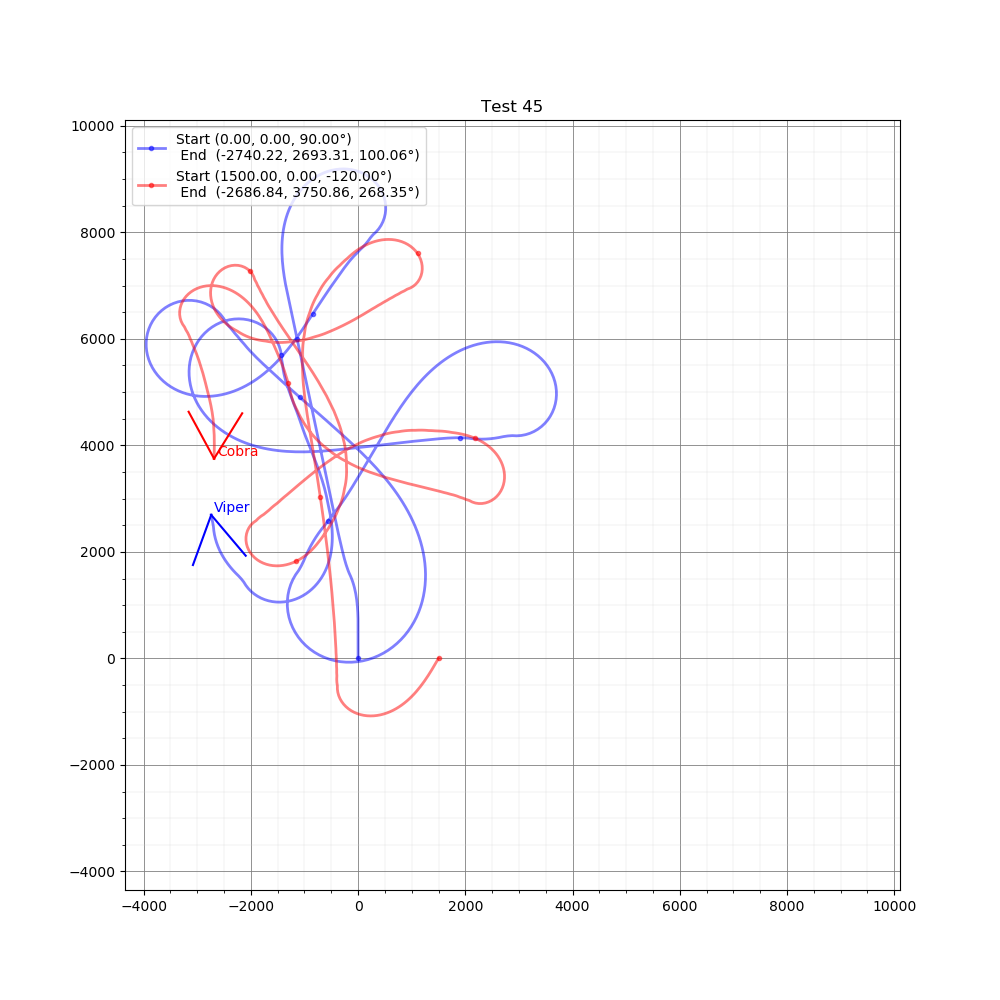 Test 45
Start (0.00, 0.00, 90.00°)
End (-2740.22, 2693.31, 100.06°)
Start (1500.00, 0.00, -120.00°)
End (-2686.84, 3750.86, 268.35°)
10000
8000
6000
4000
2000
0
−2000
−4000
Cobra
Viper
−4000 −2000 0 2000 4000 6000 8000 10000